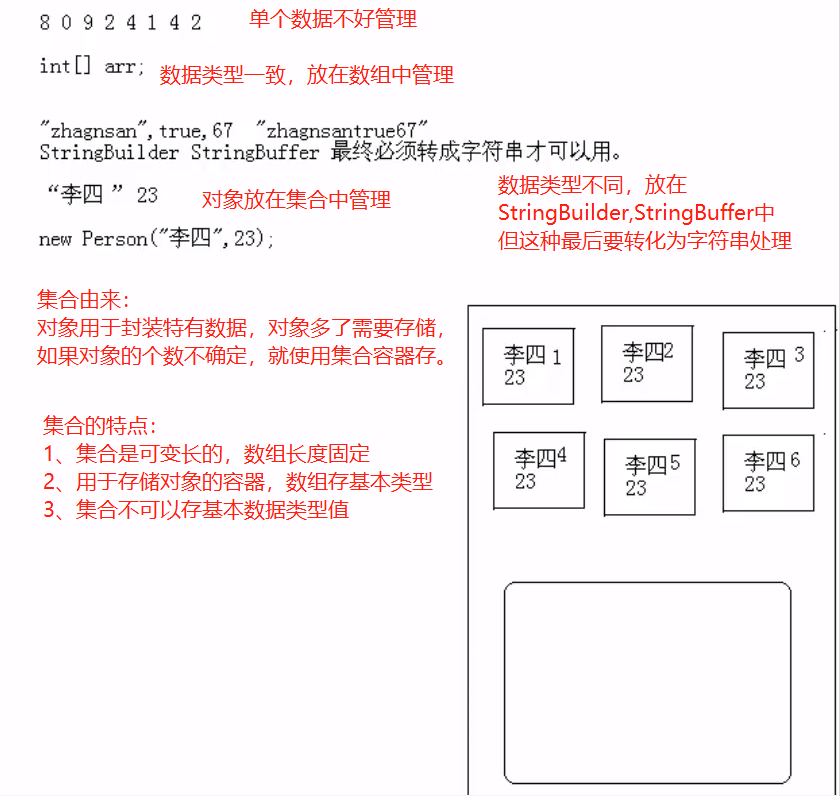 8 0 9 2 4 1 4 2 单个数据不好管理
int[] arr; 数据类型一致，放在数组中管理
"zhagnsan",true,67 "zhagnsantrue67"
StringBuilder StringBuffer 最终必须转成字符串才可以用。
“李四 ” 23 对象放在集合中管理
数据类型不同，放在
StringBuilder,StringBuffer中
但这种最后要转化为字符串处理
new Person("李四",23);
集合由来：
对象用于封装特有数据，对象多了需要存储，
如果对象的个数不确定，就使用集合容器存。
集合的特点：
1、集合是可变长的，数组长度固定
2、用于存储对象的容器，数组存基本类型
3、集合不可以存基本数据类型值
李四 1
23
李四2
23
李四 3
23
李四4
23
李四5
23
李四 6
23